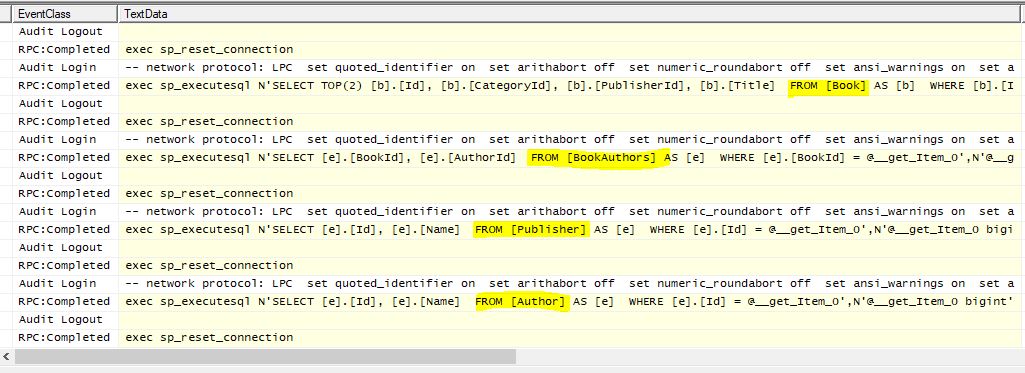 EventClass TextData
Audit Logout
RPC:Completed exec sp_reset_connection
Audit Login -- network protocol: LPC set quoted_identifier on set arithabort off set numeric_roundabort off set ansi_warnings on set a
RPC:Completed exec sp_executesql N'SELECT TOP(2) [b].[Id], [b].[CategoryId], [b].[PublisherId], [b].[Title] FROM [Book] AS [b] WHERE [b].[I
Audit Logout
RPC:Completed exec sp_reset_connection
Audit Login -- network protocol: LPC set quoted_identifier on set arithabort off set numeric_roundabort off set ansi_warnings on set a
RPC:Completed exec sp_executesql N'SELECT [e].[BookId], [e].[AuthorId] FROM [BookAuthors] AS [e] WHERE [e].[BookId] = @__get_Item_0',N'@__g
Audit Logout
RPC:Completed exec sp_reset_connection
Audit Login -- network protocol: LPC set quoted_identifier on set arithabort off set numeric_roundabort off set ansi_warnings on set a
RPC:Completed exec sp_executesql N'SELECT [e].[Id], [e].[Name] FROM [Publisher] AS [e] WHERE [e].[Id] = @__get_Item_0',N'@__get_Item_0 bigi
Audit Logout
RPC:Completed exec sp_reset_connection
Audit Login -- network protocol: LPC set quoted_identifier on set arithabort off set numeric_roundabort off set ansi_warnings on set a
RPC:Completed exec sp_executesql N'SELECT [e].[Id], [e].[Name] FROM [Author] AS [e] WHERE [e].[Id] = @__get_Item_0',N'@__get_Item_0 bigint'
Audit Logout
RPC:Completed exec sp_reset_connection